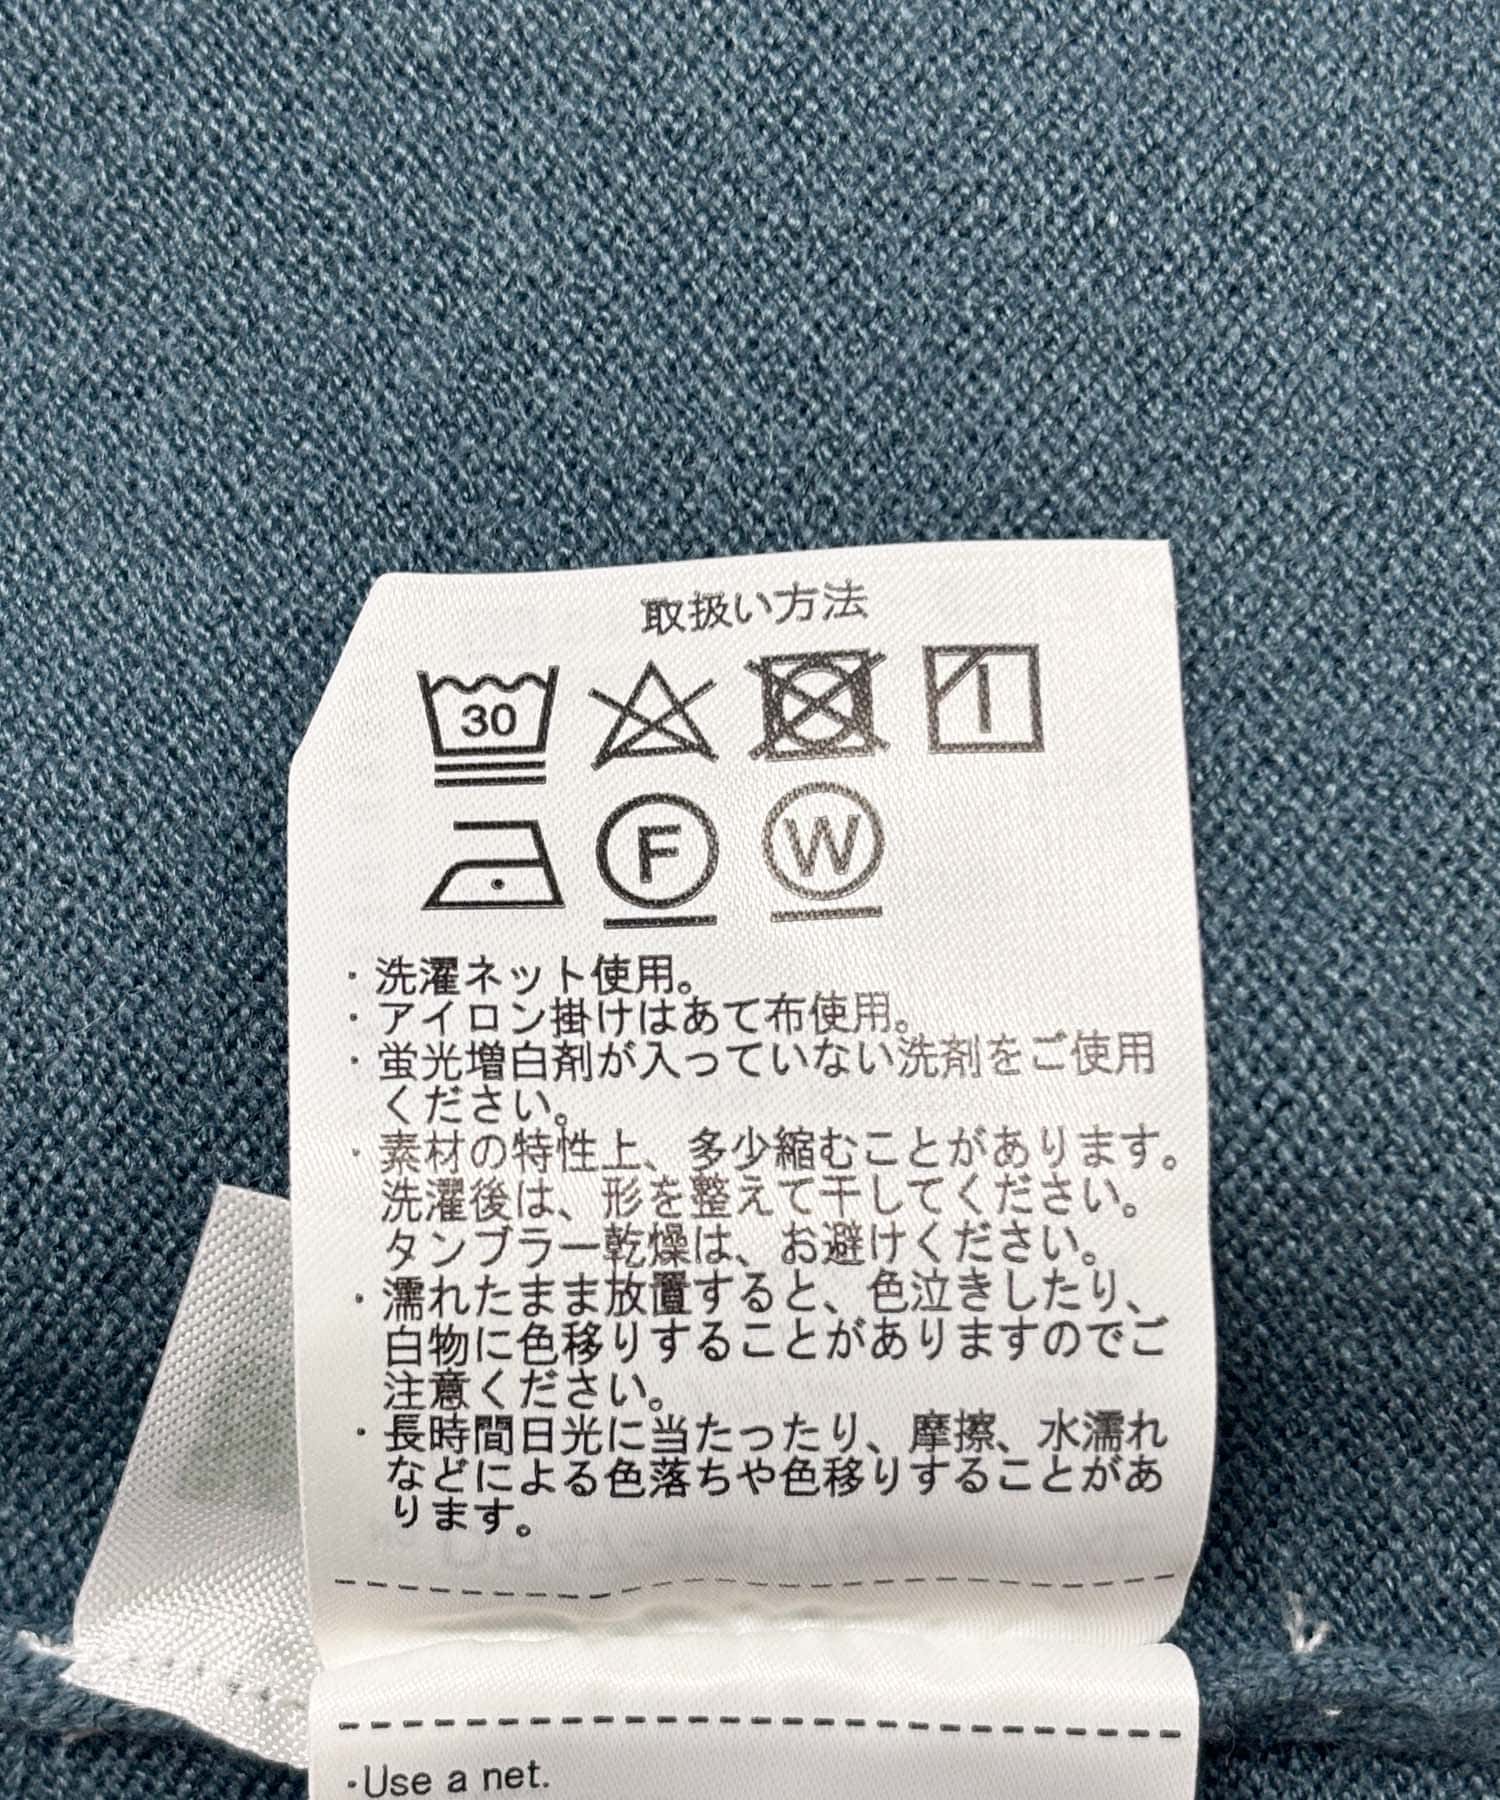 取扱い方法
30
F
W
・洗濯ネット使用。
・アイロン掛けはあて布使用。
・蛍光増白剤が入っていない洗剤をご使用
ください。
・素材の特性上、多少縮むことがあります。
洗濯後は、形を整えて干してください。
タンブラー乾燥は、お避けください。
・濡れたまま放置すると、色泣きしたり、
白物に色移りすることがありますのでご
注意ください。
・長時間日光に当たったり、摩擦、水濡れ
などによる色落ちや色移りすることがあ
ります。
・Use a net.